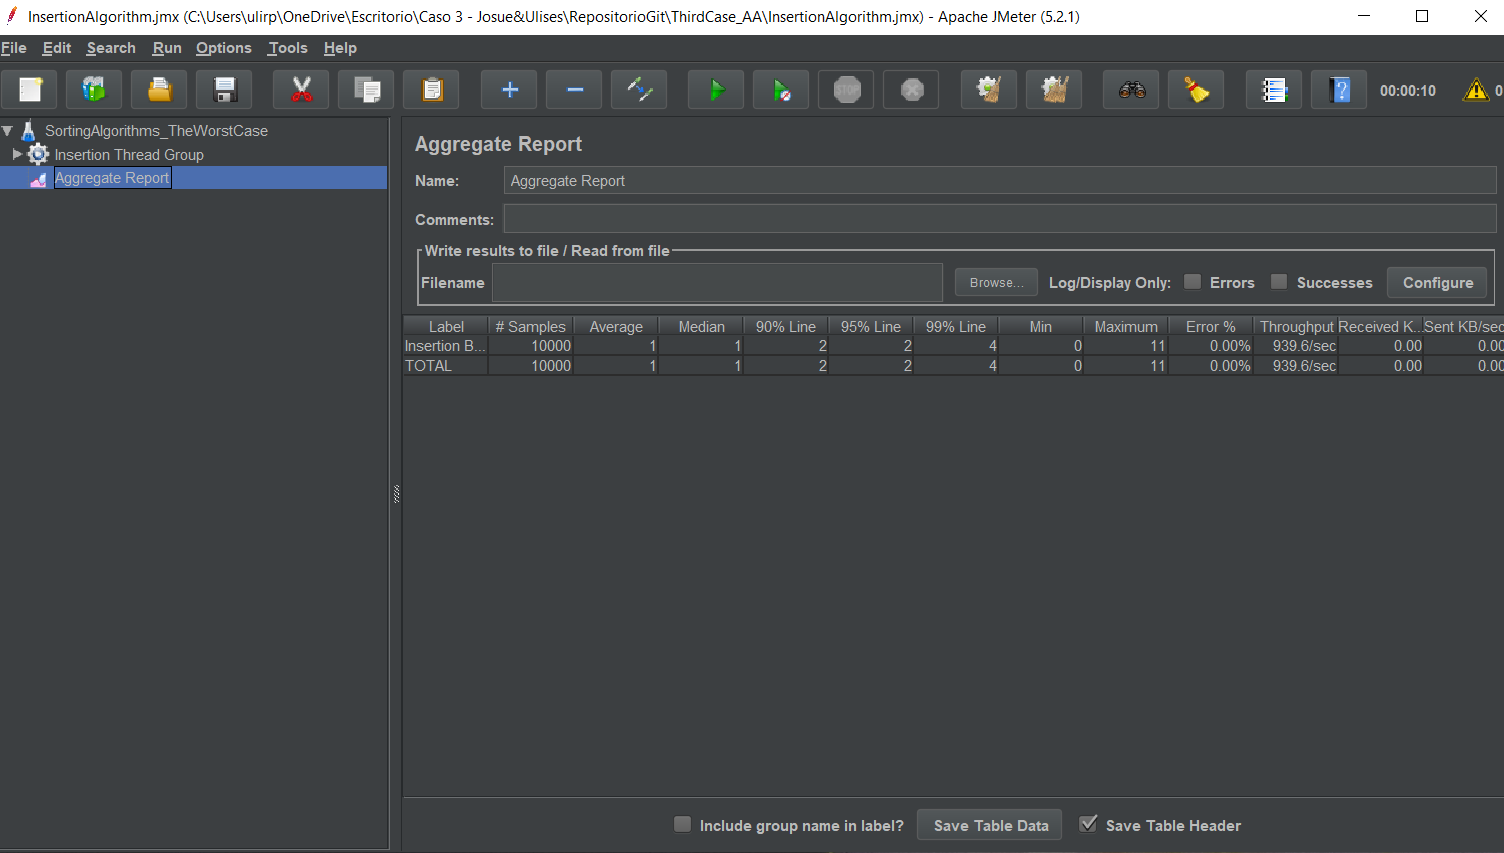 InsertionAlgorithm.jmx (C:\Users\ulirp\OneDrive\Escritorio\Caso 3 - Josue&Ulises\RepositorioGit\ThirdCase_AA\InsertionAlgorithm.jmx) - Apache JMeter (5.2.1)
File Edit Search Run Options Tools Help
STOP 00:00:10 0
SortingAlgorithms_TheWorstCase
Insertion Thread Group
Aggregate Report
Aggregate Report
Name: Aggregate Report
Comments:
Write results to file / Read from file
Filename Browse... Log/Display Only: Errors Successes Configure
Label # Samples Average Median 90% Line 95% Line 99% Line Min Maximum Error % Throughput Received K... Sent KB/sec
Insertion B... 10000 1 1 2 2 4 0 11 0.00% 939.6/sec 0.00 0.00
TOTAL 10000 1 1 2 2 4 0 11 0.00% 939.6/sec 0.00 0.00
Include group name in label? Save Table Data Save Table Header